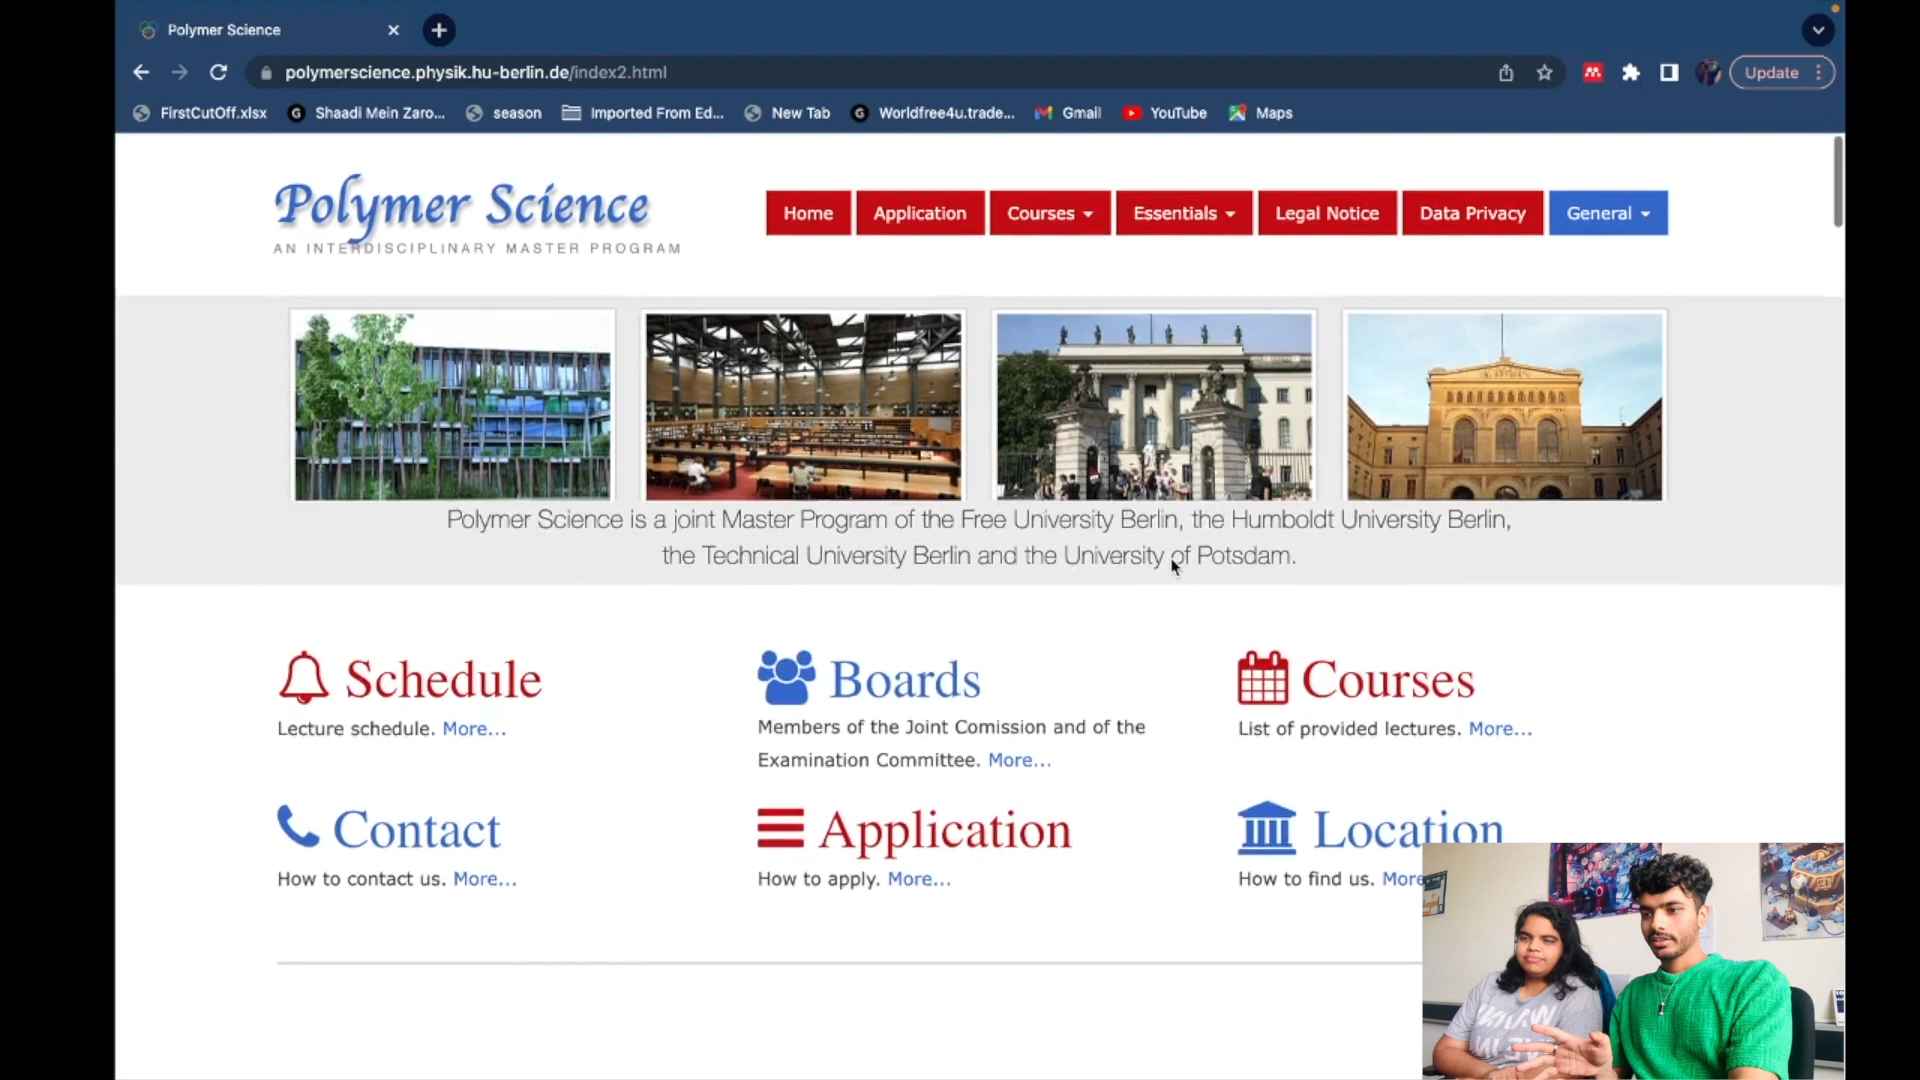 Polymer Science
polymerscience.physik.hu-berlin.de/index2.html
Update
FirstCutOff.xlsx
Shaadi Mein Zaro...
season
Imported From Ed...
New Tab
Worldfree4u.trade...
Gmail
YouTube
Maps
Polymer Science
AN INTERDISCIPLINARY MASTER PROGRAM
Home
Application
Courses
Essentials
Legal Notice
Data Privacy
General
Polymer Science is a joint Master Program of the Free University Berlin, the Humboldt University Berlin,
the Technical University Berlin and the University of Potsdam.
Schedule
Lecture schedule. More...
Boards
Members of the Joint Comission and of the
Examination Committee. More...
Courses
List of provided lectures. More...
Contact
How to contact us. More...
Application
How to apply. More...
Location
How to find us. More